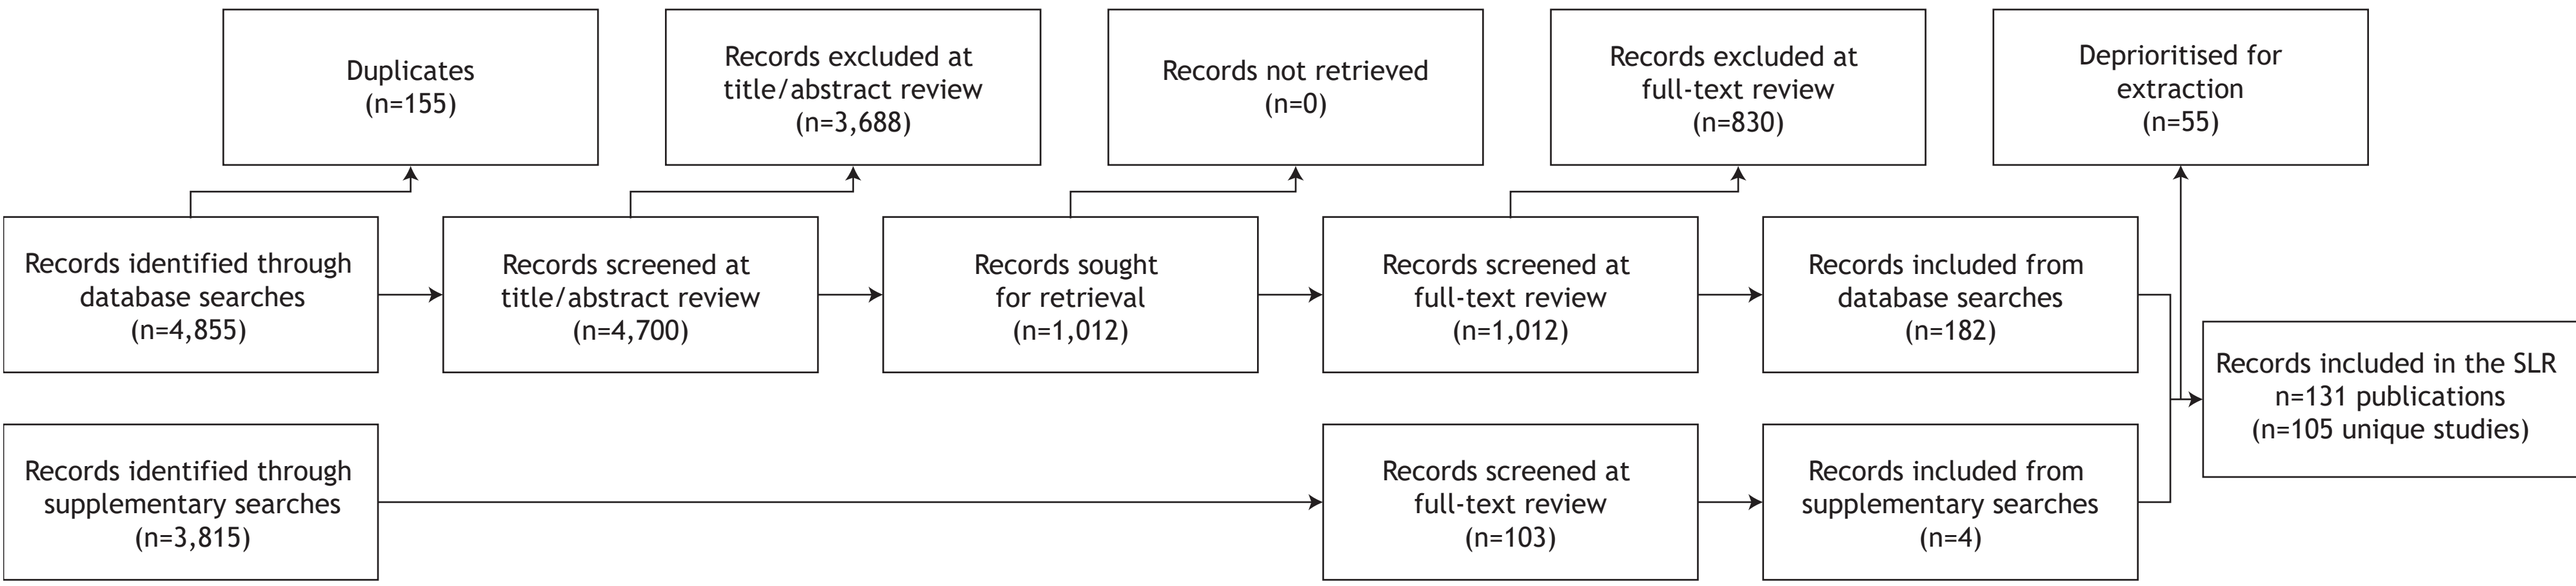 Duplicates
(n=155)
Records excluded at
title/abstract review
(n=3,688)
Records not retrieved
(n=0)
Records excluded at
full-text review
(n=830)
Deprioritised for
extraction
(n=55)
Records identified through
database searches
(n=4,855)
Records screened at
title/abstract review
(n=4,700)
Records sought
for retrieval
(n=1,012)
Records screened at
full-text review
(n=1,012)
Records included from
database searches
(n=182)
Records included in the SLR
n=131 publications
(n=105 unique studies)
Records identified through
supplementary searches
(n=3,815)
Records screened at
full-text review
(n=103)
Records included from
supplementary searches
(n=4)